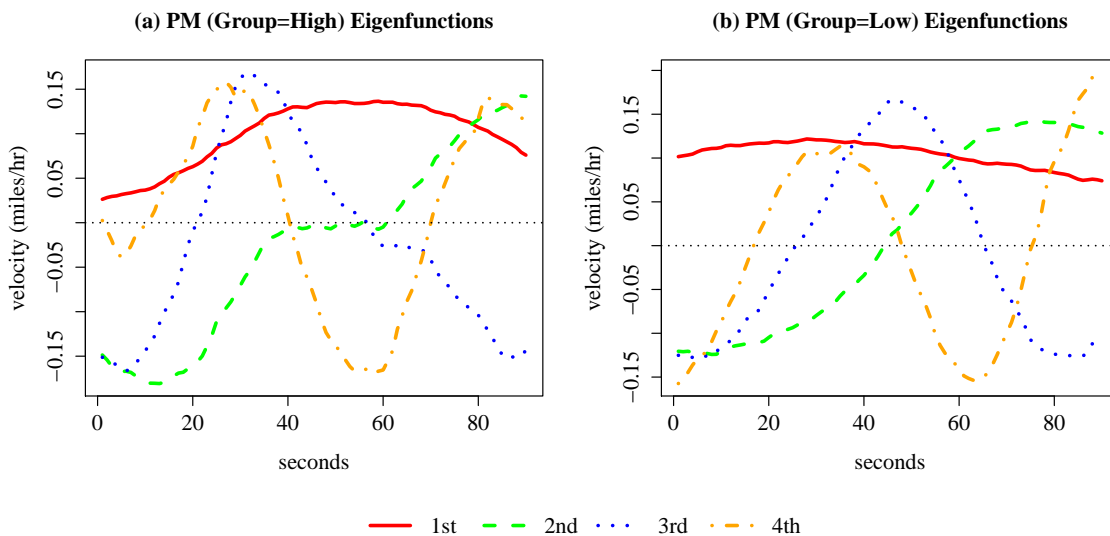 (a) PM (Group=High) Eigenfunctions
velocity (miles/hr)
0.15
0.05
−0.05
−0.15
0 20 40 60 80
seconds
(b) PM (Group=Low) Eigenfunctions
velocity (miles/hr)
0.15
0.05
−0.05
−0.15
0 20 40 60 80
seconds
1st 2nd 3rd 4th